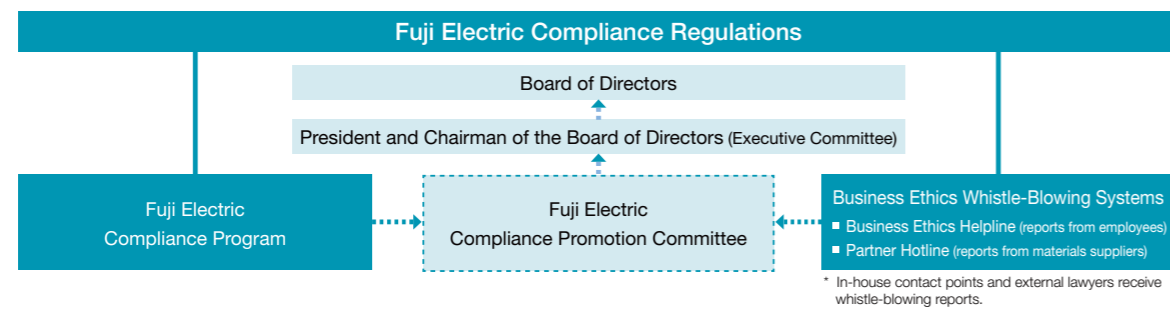 Fuji Electric Compliance Regulations
Board of Directors
President and Chairman of the Board of Directors (Executive Committee)
Fuji Electric
Compliance Program
Fuji Electric
Compliance Promotion Committee
Business Ethics Whistle-Blowing Systems
■ Business Ethics Helpline (reports from employees)
■ Partner Hotline (reports from materials suppliers)
* In-house contact points and external lawyers receive
whistle-blowing reports.